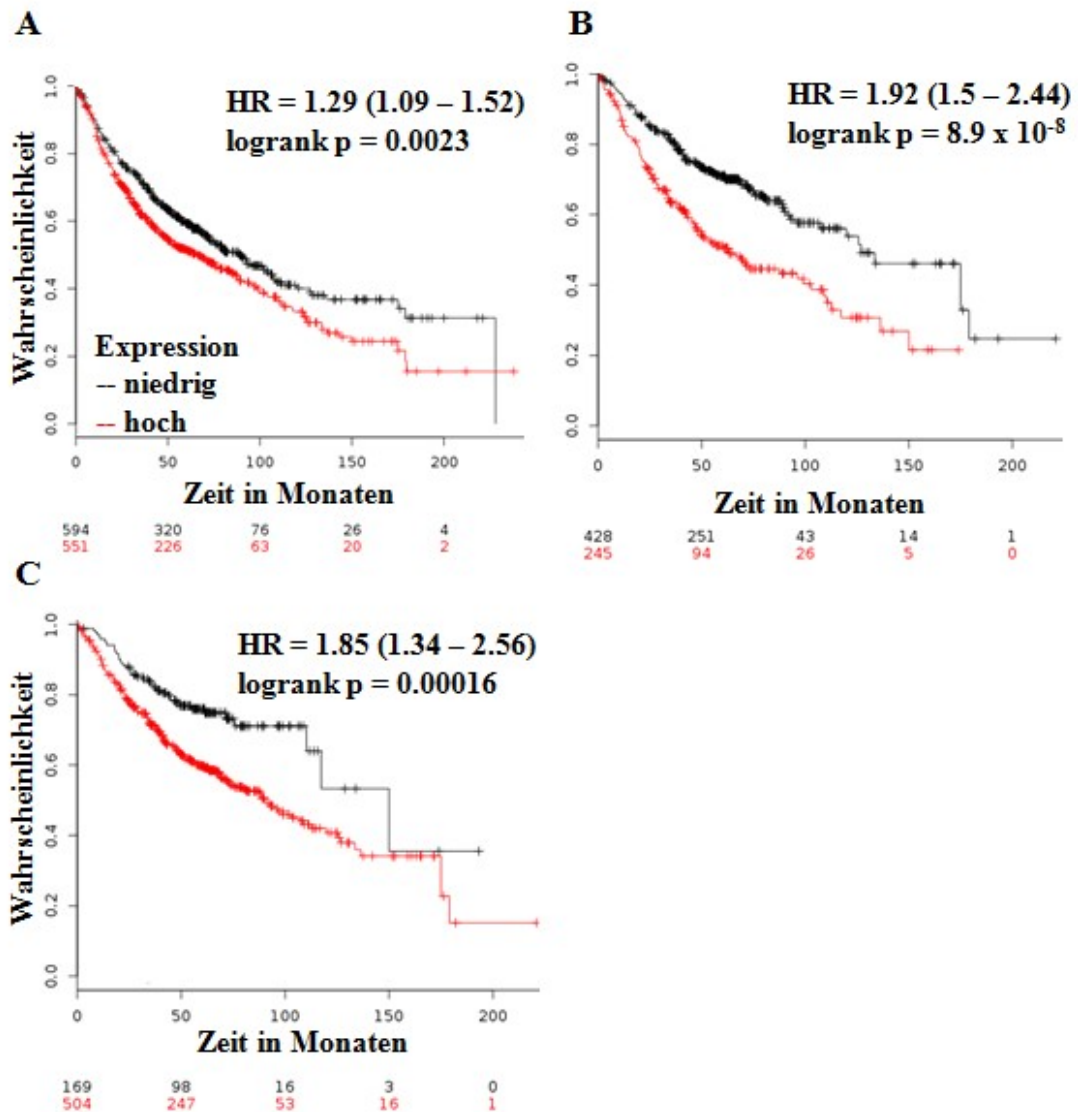 A
HR = 1.29 (1.09 – 1.52)
logrank p = 0.0023
Wahrscheinlichkeit
1.0
0.8
0.6
0.4
0.2
0.0
Expression
-- niedrig
-- hoch
0 50 100 150 200
Zeit in Monaten
594 320 76 26 4
551 226 63 20 2
B
HR = 1.92 (1.5 – 2.44)
logrank p = 8.9 x 10⁻⁸
Wahrscheinlichkeit
1.0
0.8
0.6
0.4
0.2
0.0
0 50 100 150 200
Zeit in Monaten
428 251 43 14 1
245 94 26 5 0
C
HR = 1.85 (1.34 – 2.56)
logrank p = 0.00016
Wahrscheinlichkeit
1.0
0.8
0.6
0.4
0.2
0.0
0 50 100 150 200
Zeit in Monaten
169 98 16 3 0
504 247 53 16 1